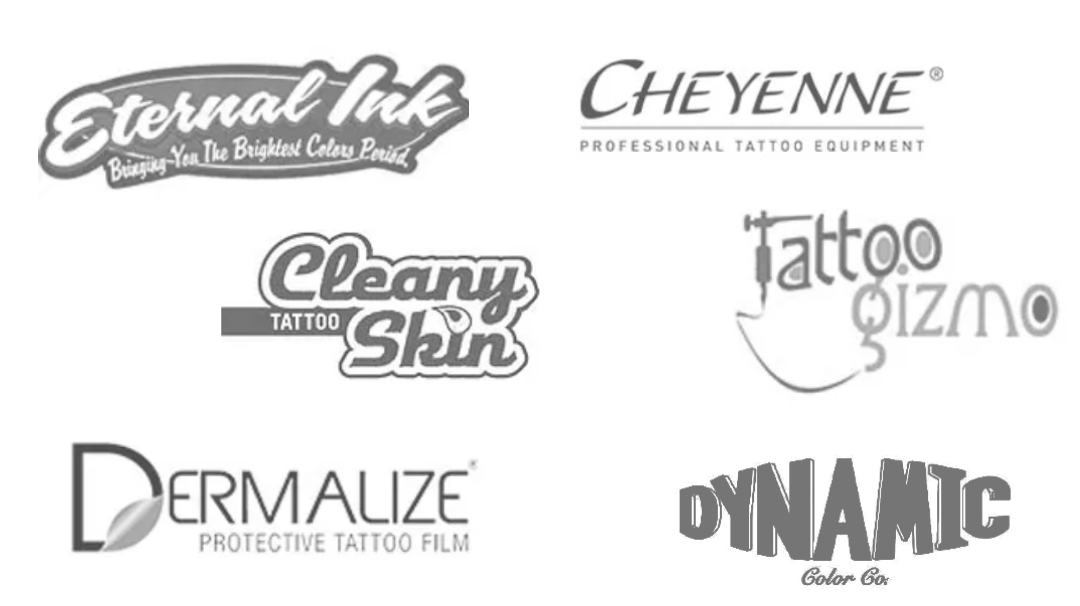 Eternal Ink
Bringing You The Brightest Colors Period.
CHEYENNE®
PROFESSIONAL TATTOO EQUIPMENT
Cleany
TATTOO
Skin
Tattoo
gizmo
DERMALIZE®
PROTECTIVE TATTOO FILM
DYNAMIC
Color Co.